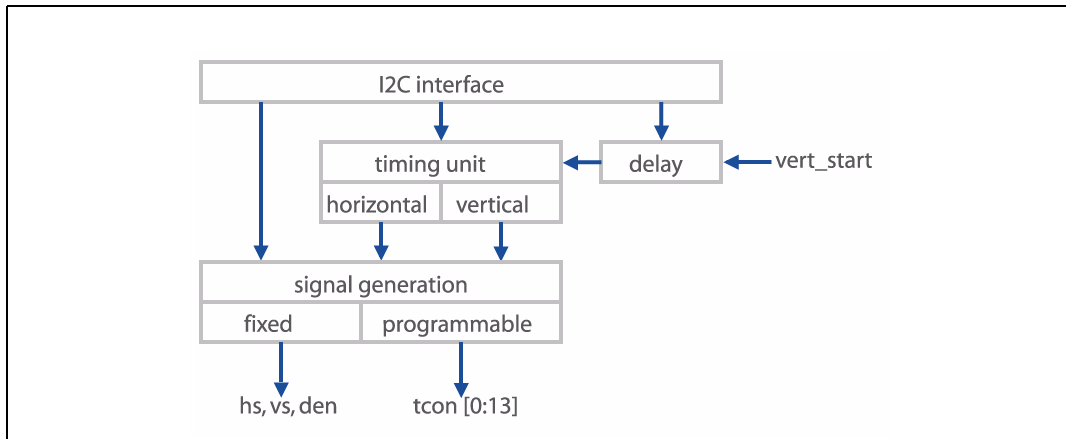 I2C interface
timing unit
delay
vert_start
horizontal
vertical
signal generation
fixed
programmable
hs, vs, den
tcon [0:13]